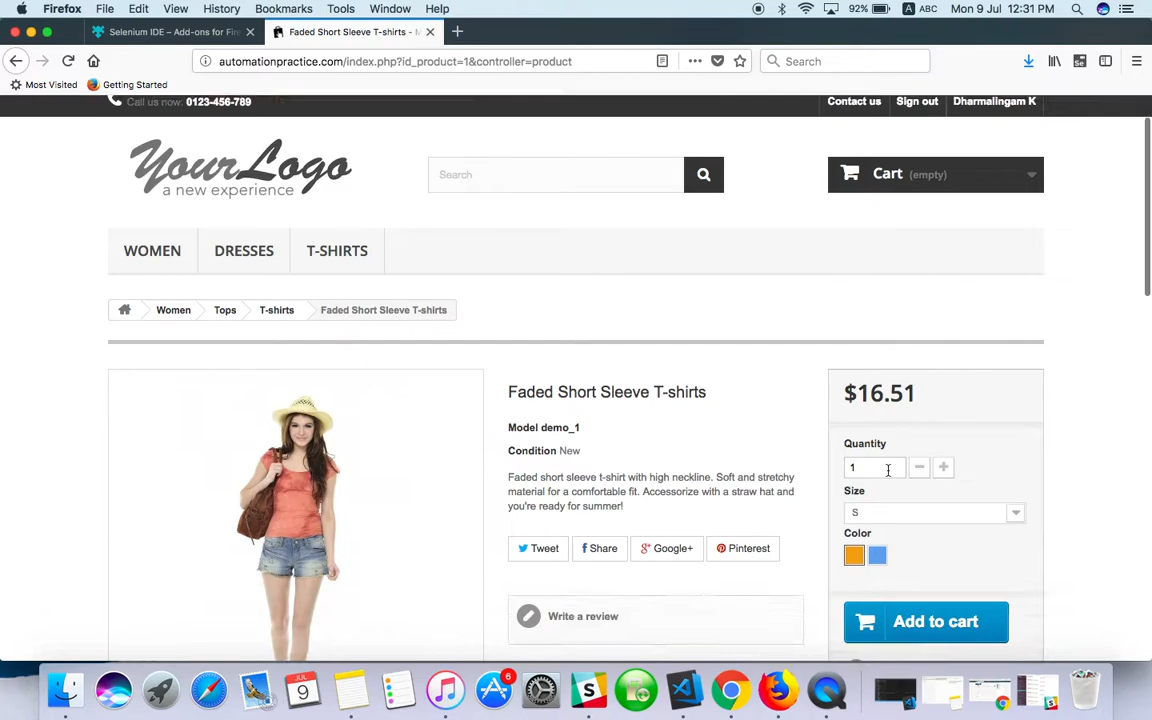 Firefox File Edit View History Bookmarks Tools Window Help 92% A ABC Mon 9 Jul 12:31 PM
Selenium IDE – Add-ons for Fire
Faded Short Sleeve T-shirts -
automationpractice.com/index.php?id_product=1&controller=product
Search
Most Visited Getting Started
Call us now: 0123-456-789
Contact us Sign out Dharmalingam K
YourLogo
a new experience
Search
Cart (empty)
WOMEN DRESSES T-SHIRTS
Women Tops T-shirts Faded Short Sleeve T-shirts
Faded Short Sleeve T-shirts
Model demo_1
Condition New
Faded short sleeve t-shirt with high neckline. Soft and stretchy
material for a comfortable fit. Accessorize with a straw hat and
you're ready for summer!
Tweet Share Google+ Pinterest
Write a review
$16.51
Quantity
1
Size
S
Color
Add to cart
JUL
9
6